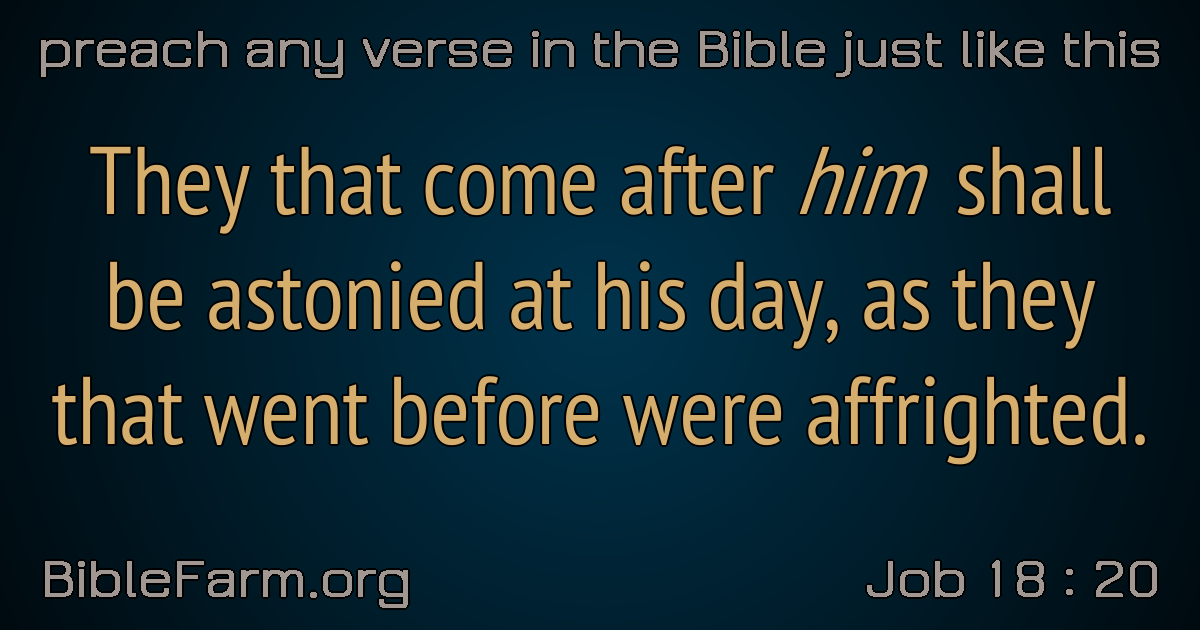 preach any verse in the Bible just like this
They that come after him shall
be astonied at his day, as they
that went before were affrighted.
BibleFarm.org
Job 18 : 20